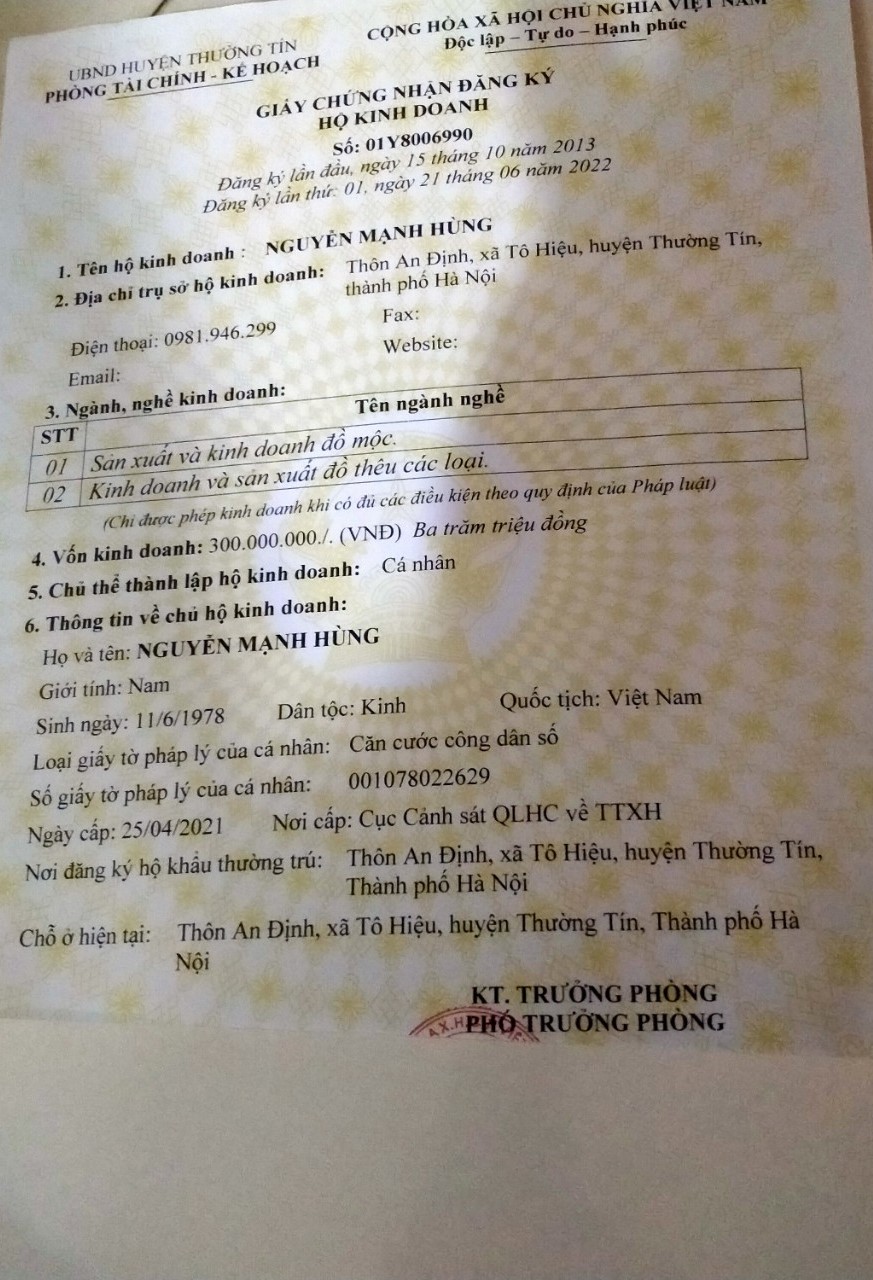 UBND HUYỆN THƯỜNG TÍN
PHÒNG TÀI CHÍNH - KẾ HOẠCH
CỘNG HÒA XÃ HỘI CHỦ NGHĨA VIỆT NAM
Độc lập – Tự do – Hạnh phúc
GIẤY CHỨNG NHẬN ĐĂNG KÝ
HỘ KINH DOANH
Số: 01Y8006990
Đăng ký lần đầu, ngày 15 tháng 10 năm 2013
Đăng ký lần thứ: 01, ngày 21 tháng 06 năm 2022
1. Tên hộ kinh doanh : NGUYỄN MẠNH HÙNG
2. Địa chỉ trụ sở hộ kinh doanh: Thôn An Định, xã Tô Hiệu, huyện Thường Tín,
thành phố Hà Nội
Điện thoại: 0981.946.299 Fax:
Email: Website:
3. Ngành, nghề kinh doanh:
STT Tên ngành nghề
01 Sản xuất và kinh doanh đồ mộc.
02 Kinh doanh và sản xuất đồ thêu các loại.
(Chỉ được phép kinh doanh khi có đủ các điều kiện theo quy định của Pháp luật)
4. Vốn kinh doanh: 300.000.000./. (VNĐ) Ba trăm triệu đồng
5. Chủ thể thành lập hộ kinh doanh: Cá nhân
6. Thông tin về chủ hộ kinh doanh:
Họ và tên: NGUYỄN MẠNH HÙNG
Giới tính: Nam
Sinh ngày: 11/6/1978 Dân tộc: Kinh Quốc tịch: Việt Nam
Loại giấy tờ pháp lý của cá nhân: Căn cước công dân số
Số giấy tờ pháp lý của cá nhân: 001078022629
Ngày cấp: 25/04/2021 Nơi cấp: Cục Cảnh sát QLHC về TTXH
Nơi đăng ký hộ khẩu thường trú: Thôn An Định, xã Tô Hiệu, huyện Thường Tín,
Thành phố Hà Nội
Chỗ ở hiện tại: Thôn An Định, xã Tô Hiệu, huyện Thường Tín, Thành phố Hà
Nội
KT. TRƯỞNG PHÒNG
PHÓ TRƯỞNG PHÒNG